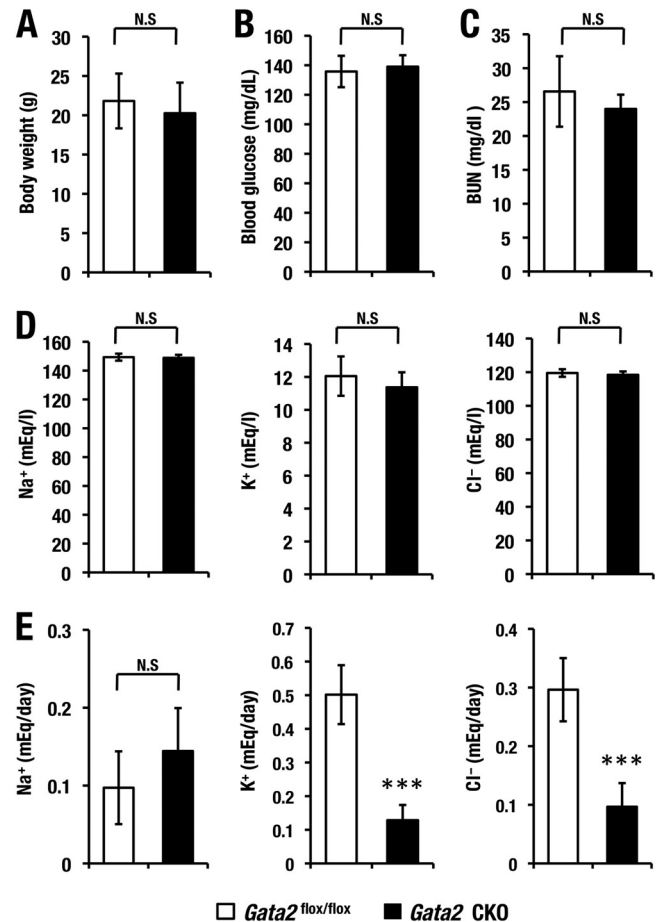 A
N.S
Body weight (g)
30
25
20
15
10
5
0
B
N.S
Blood glucose (mg/dL)
160
140
120
100
80
60
40
20
0
C
N.S
BUN (mg/dl)
35
30
25
20
15
10
5
0
D
N.S
Na⁺ (mEq/l)
160
140
120
100
80
60
40
20
0
N.S
K⁺ (mEq/l)
14
12
10
8
6
4
2
0
N.S
Cl⁻ (mEq/l)
140
120
100
80
60
40
20
0
E
N.S
Na⁺ (mEq/day)
0.3
0.2
0.1
0
K⁺ (mEq/day)
0.7
0.6
0.5
0.4
0.3
0.2
0.1
0
***
Cl⁻ (mEq/day)
0.4
0.3
0.2
0.1
0
***
Gata2 flox/flox
Gata2 CKO